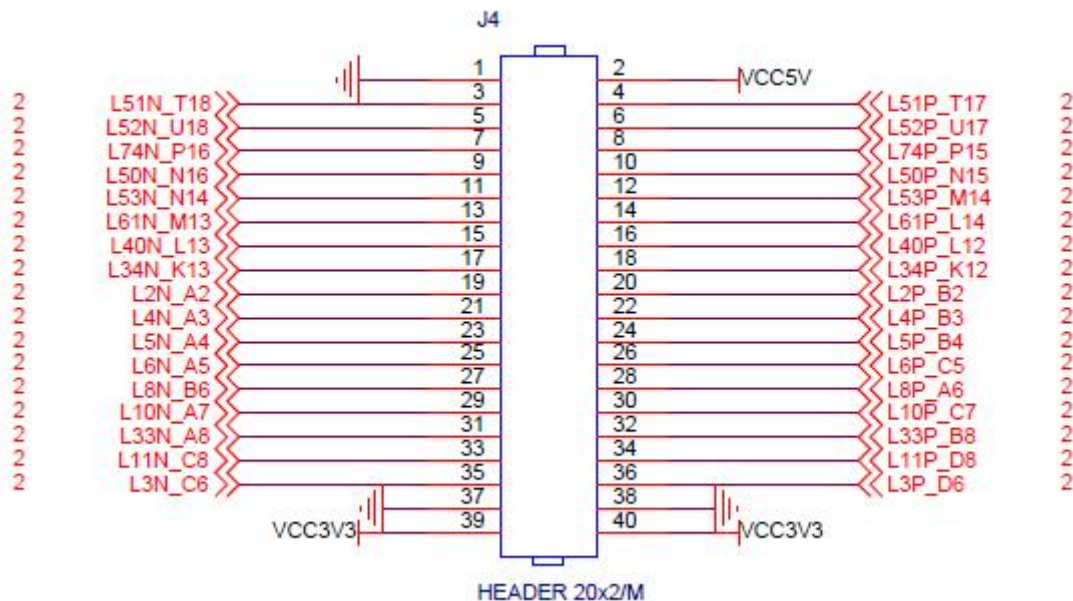 J4
1 2 VCC5V
2 L51N_T18 3 4 L51P_T17 2
2 L52N_U18 5 6 L52P_U17 2
2 L74N_P16 7 8 L74P_P15 2
2 L50N_N16 9 10 L50P_N15 2
2 L53N_N14 11 12 L53P_M14 2
2 L61N_M13 13 14 L61P_L14 2
2 L40N_L13 15 16 L40P_L12 2
2 L34N_K13 17 18 L34P_K12 2
2 L2N_A2 19 20 L2P_B2 2
2 L4N_A3 21 22 L4P_B3 2
2 L5N_A4 23 24 L5P_B4 2
2 L6N_A5 25 26 L6P_C5 2
2 L8N_B6 27 28 L8P_A6 2
2 L10N_A7 29 30 L10P_C7 2
2 L33N_A8 31 32 L33P_B8 2
2 L11N_C8 33 34 L11P_D8 2
2 L3N_C6 35 36 L3P_D6 2
37 38
VCC3V3 39 40 VCC3V3
HEADER 20x2/M